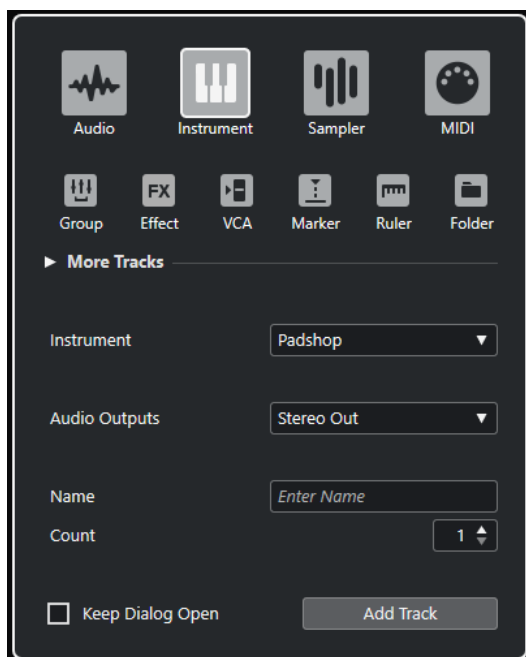 Audio Instrument Sampler MIDI
FX
Group Effect VCA Marker Ruler Folder
More Tracks
Instrument Padshop
Audio Outputs Stereo Out
Name Enter Name
Count 1
Keep Dialog Open Add Track